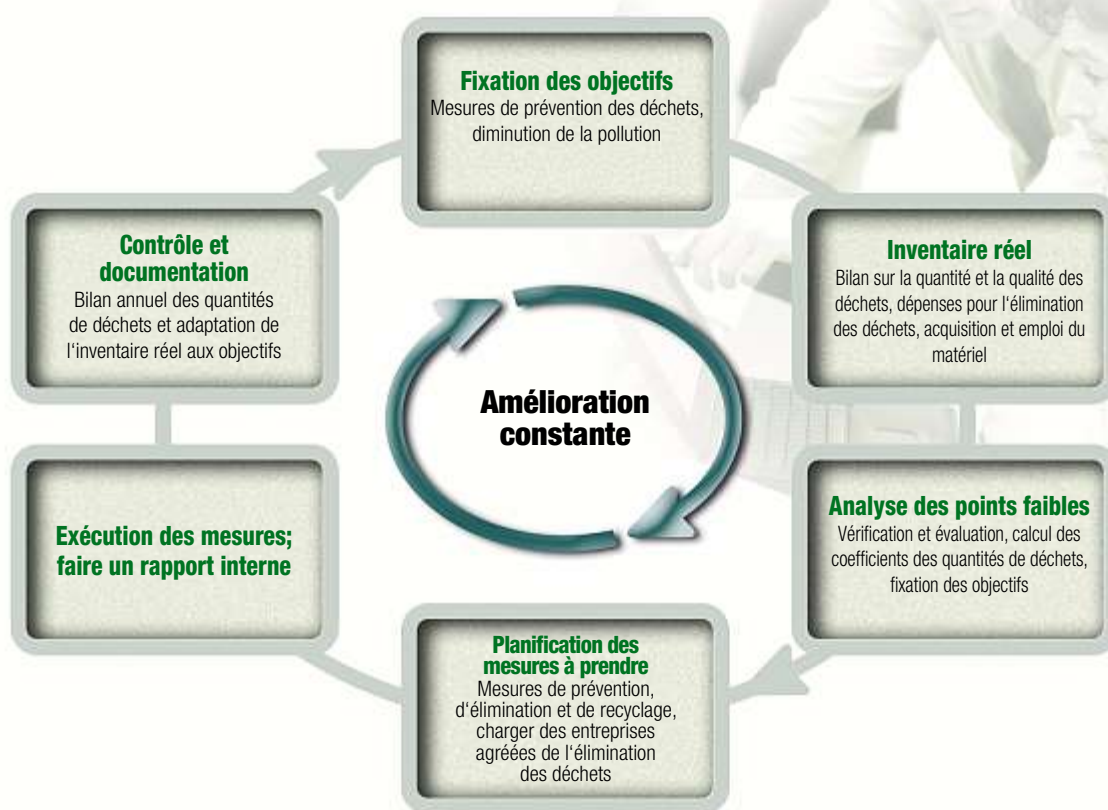 Fixation des objectifs
Mesures de prévention des déchets,
diminution de la pollution
Inventaire réel
Bilan sur la quantité et la qualité des
déchets, dépenses pour l‘élimination
des déchets, acquisition et emploi du
matériel
Analyse des points faibles
Vérification et évaluation, calcul des
coefficients des quantités de déchets,
fixation des objectifs
Planification des
mesures à prendre
Mesures de prévention,
d‘élimination et de recyclage,
charger des entreprises
agréées de l‘élimination
des déchets
Exécution des mesures;
faire un rapport interne
Contrôle et
documentation
Bilan annuel des quantités
de déchets et adaptation de
l‘inventaire réel aux objectifs
Amélioration
constante